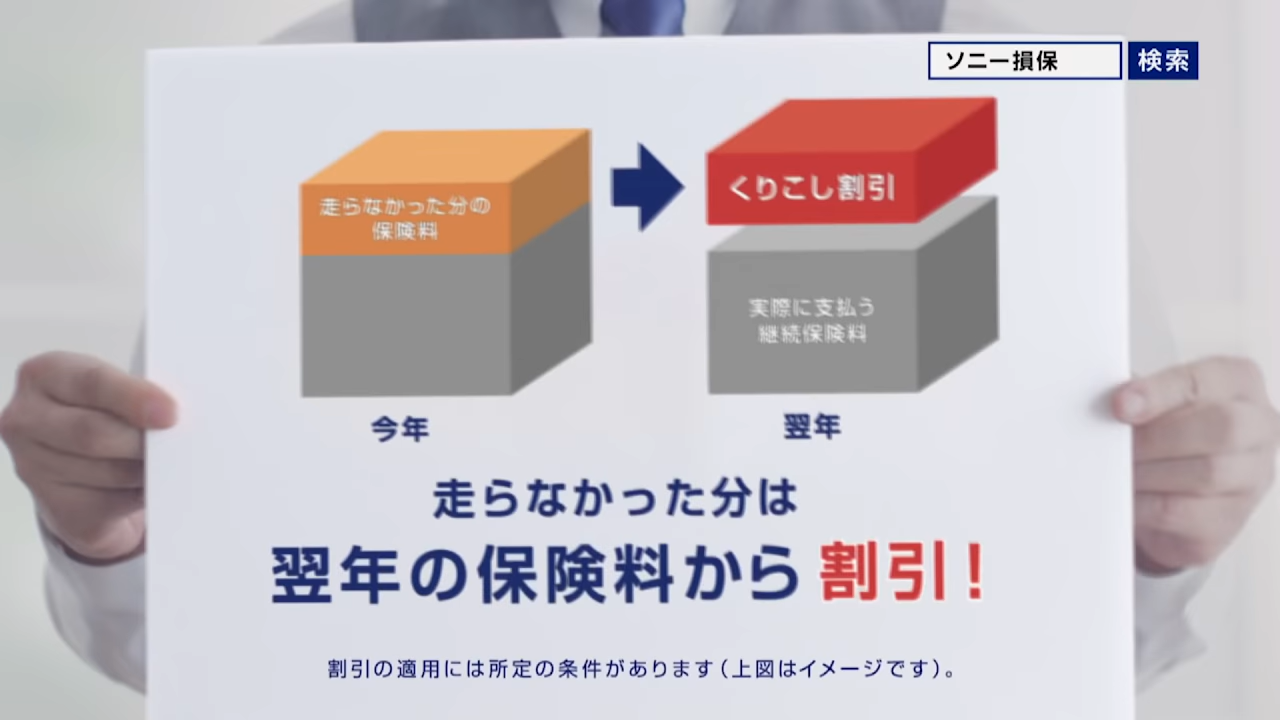 ソニー損保 検索
走らなかった分の
保険料
くりこし割引
実際に支払う
継続保険料
今年
翌年
走らなかった分は
翌年の保険料から割引！
割引の適用には所定の条件があります（上図はイメージです）。